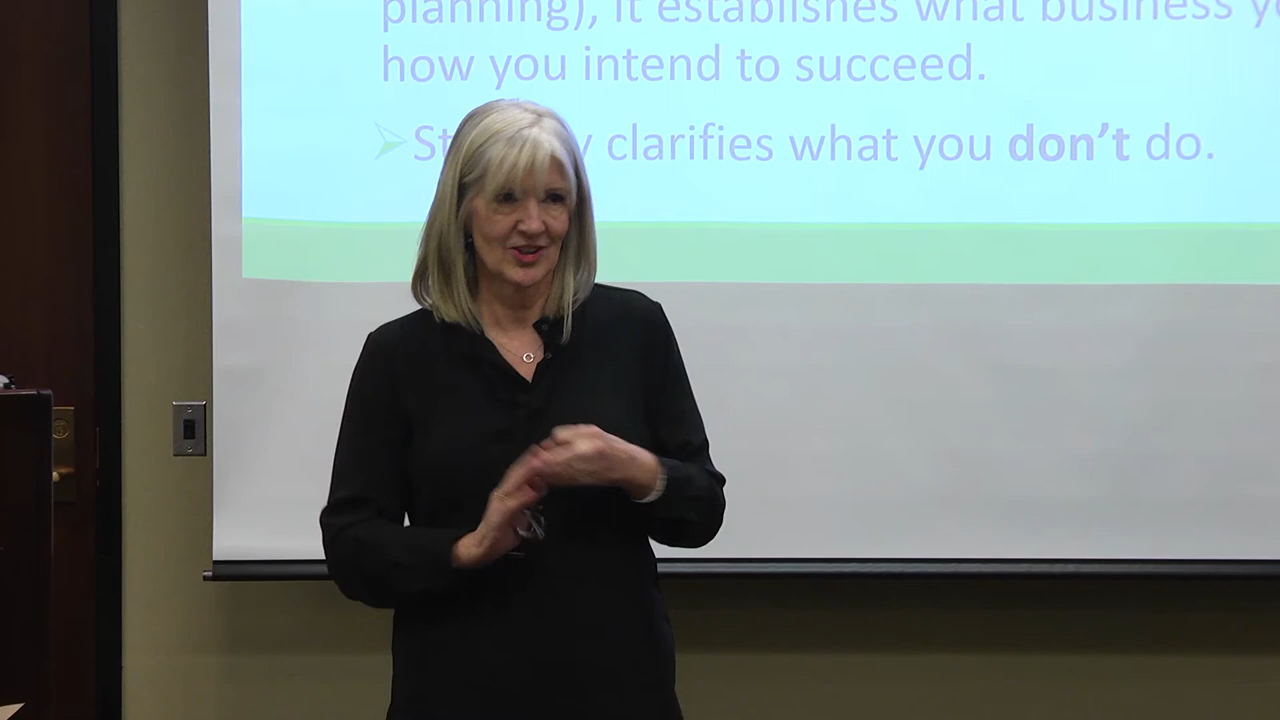 planning), it establishes what business
how you intend to succeed.
clarifies what you don't do.